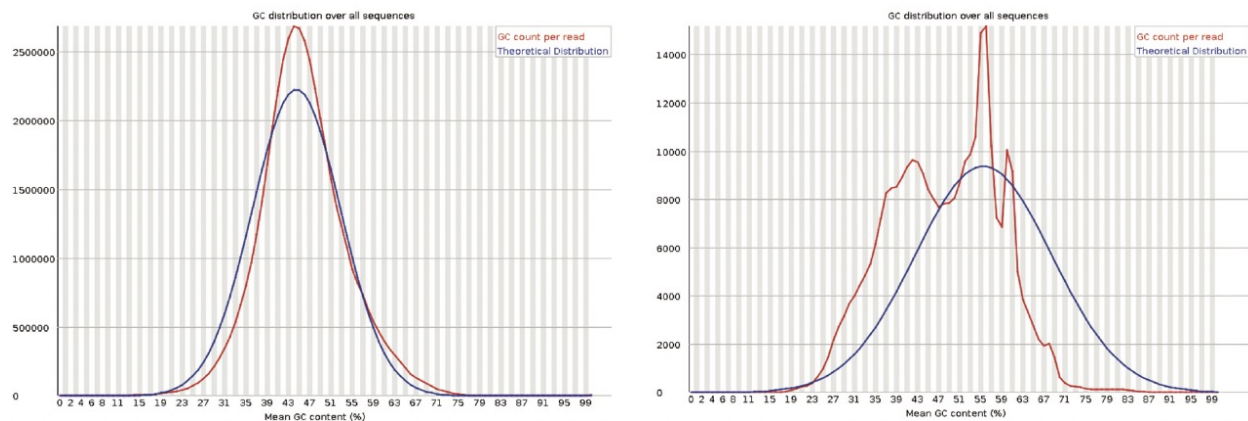 GC distribution over all sequences
GC count per read
Theoretical Distribution
2500000
2000000
1500000
1000000
500000
0
0 2 4 6 8 11 15 19 23 27 31 35 39 43 47 51 55 59 63 67 71 75 79 83 87 91 95 99
Mean GC content (%)
GC distribution over all sequences
GC count per read
Theoretical Distribution
14000
12000
10000
8000
6000
4000
2000
0
0 2 4 6 8 11 15 19 23 27 31 35 39 43 47 51 55 59 63 67 71 75 79 83 87 91 95 99
Mean GC content (%)